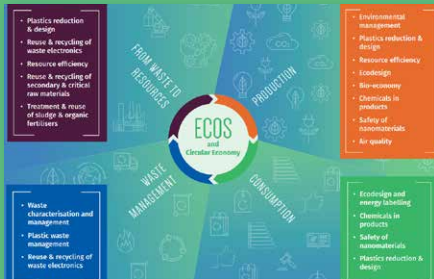 • Plastics reduction
& design
• Reuse & recycling of
waste electronics
• Resource efficiency
• Reuse & recycling of
secondary & critical
raw materials
• Treatment & reuse
of sludge & organic
fertilisers
FROM WASTE TO
RESOURCES
PRODUCTION
• Environmental
management
• Plastics reduction &
design
• Resource efficiency
• Ecodesign
• Bio-economy
• Chemicals in
products
• Safety of
nanomaterials
• Air quality
ECOS
and
Circular Economy
WASTE
MANAGEMENT
CONSUMPTION
• Waste
characterisation and
management
• Plastic waste
management
• Reuse & recycling of
waste electronics
• Ecodesign and
energy labelling
• Chemicals in
products
• Safety of
nanomaterials
• Plastics reduction &
design